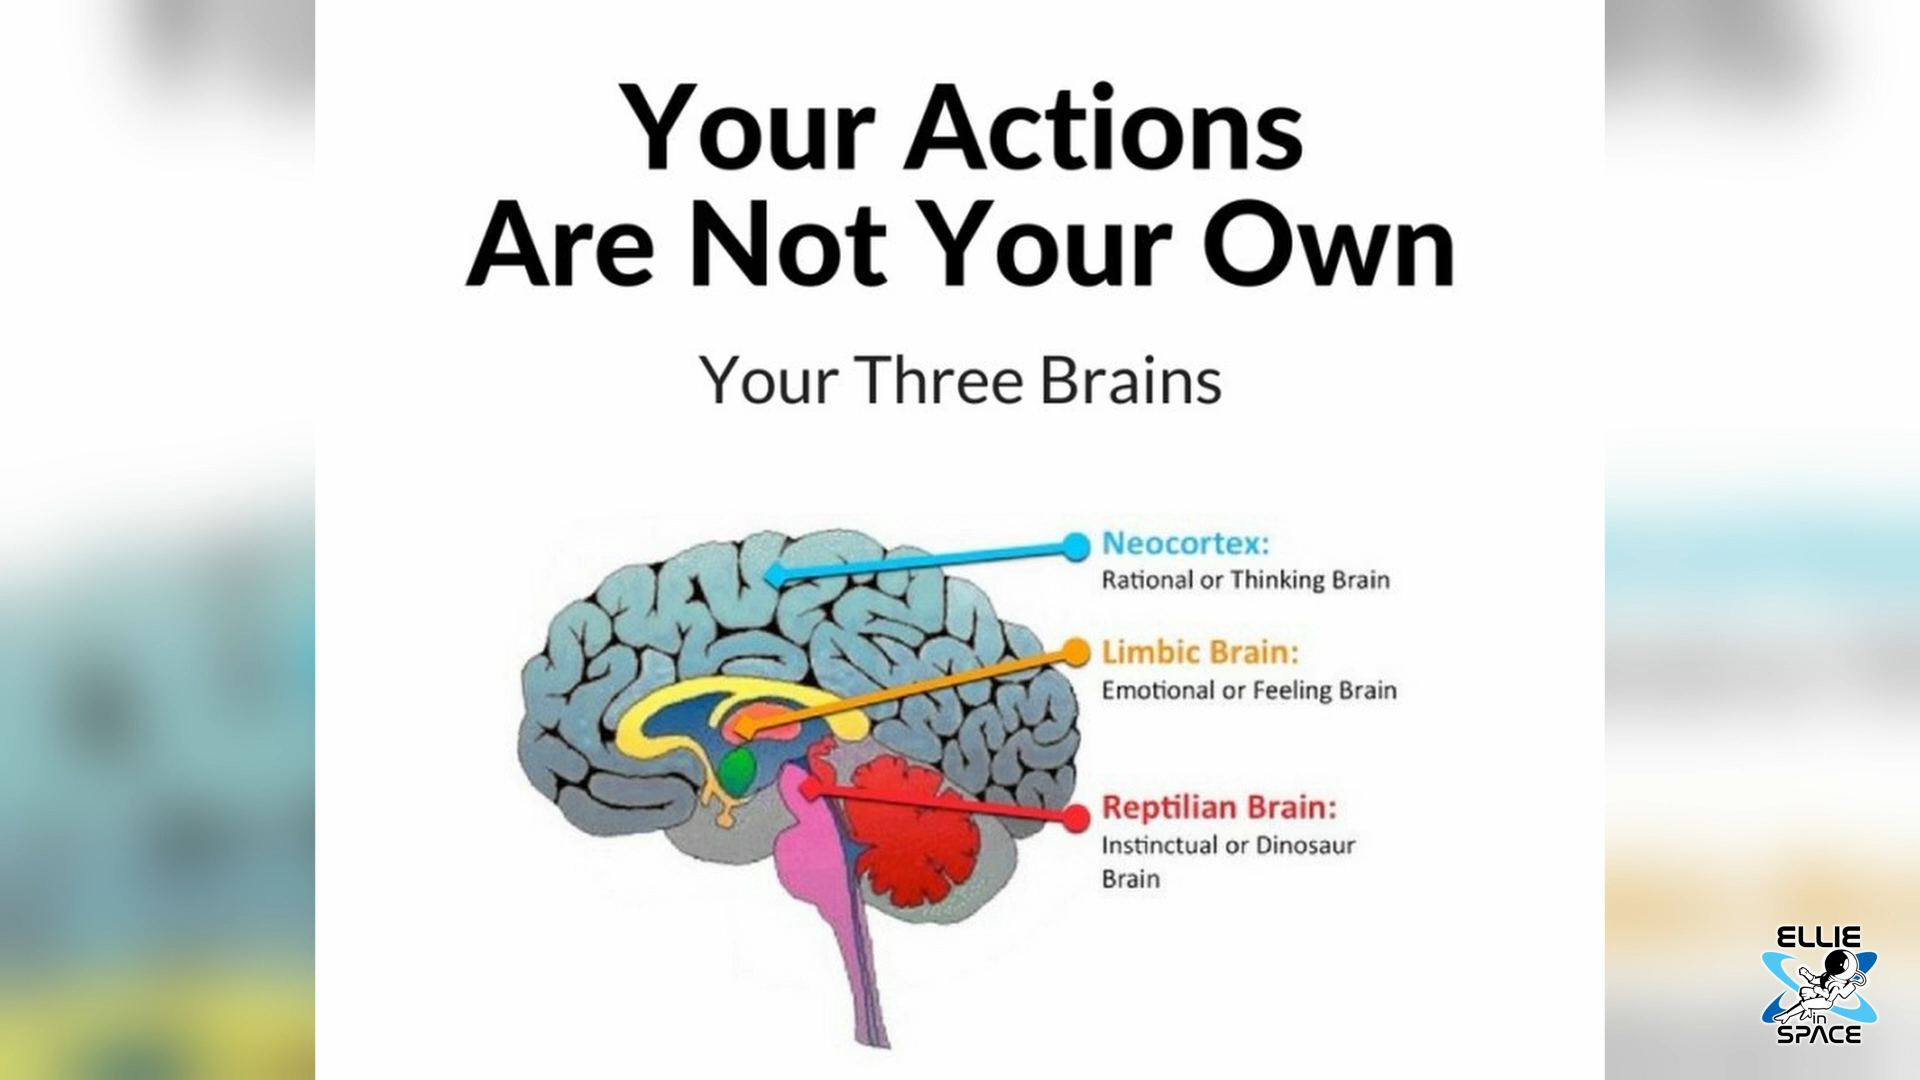 Your Actions
Are Not Your Own
Your Three Brains
Neocortex:
Rational or Thinking Brain
Limbic Brain:
Emotional or Feeling Brain
Reptilian Brain:
Instinctual or Dinosaur
Brain
ELLIE
in
SPACE